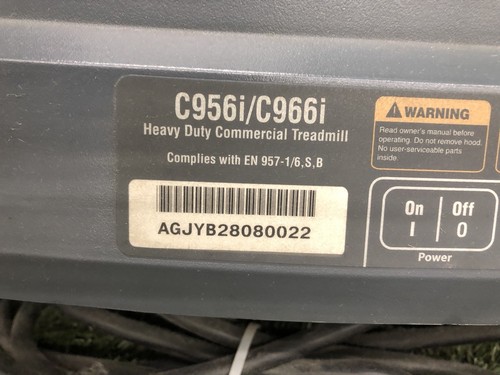 C956i/C966i
Heavy Duty Commercial Treadmill
Complies with EN 957-1/6,S,B
AGJYB28080022
WARNING
Read owner's manual before
operating. Do not remove hood.
No user-serviceable parts
inside
On Off
I O
Power